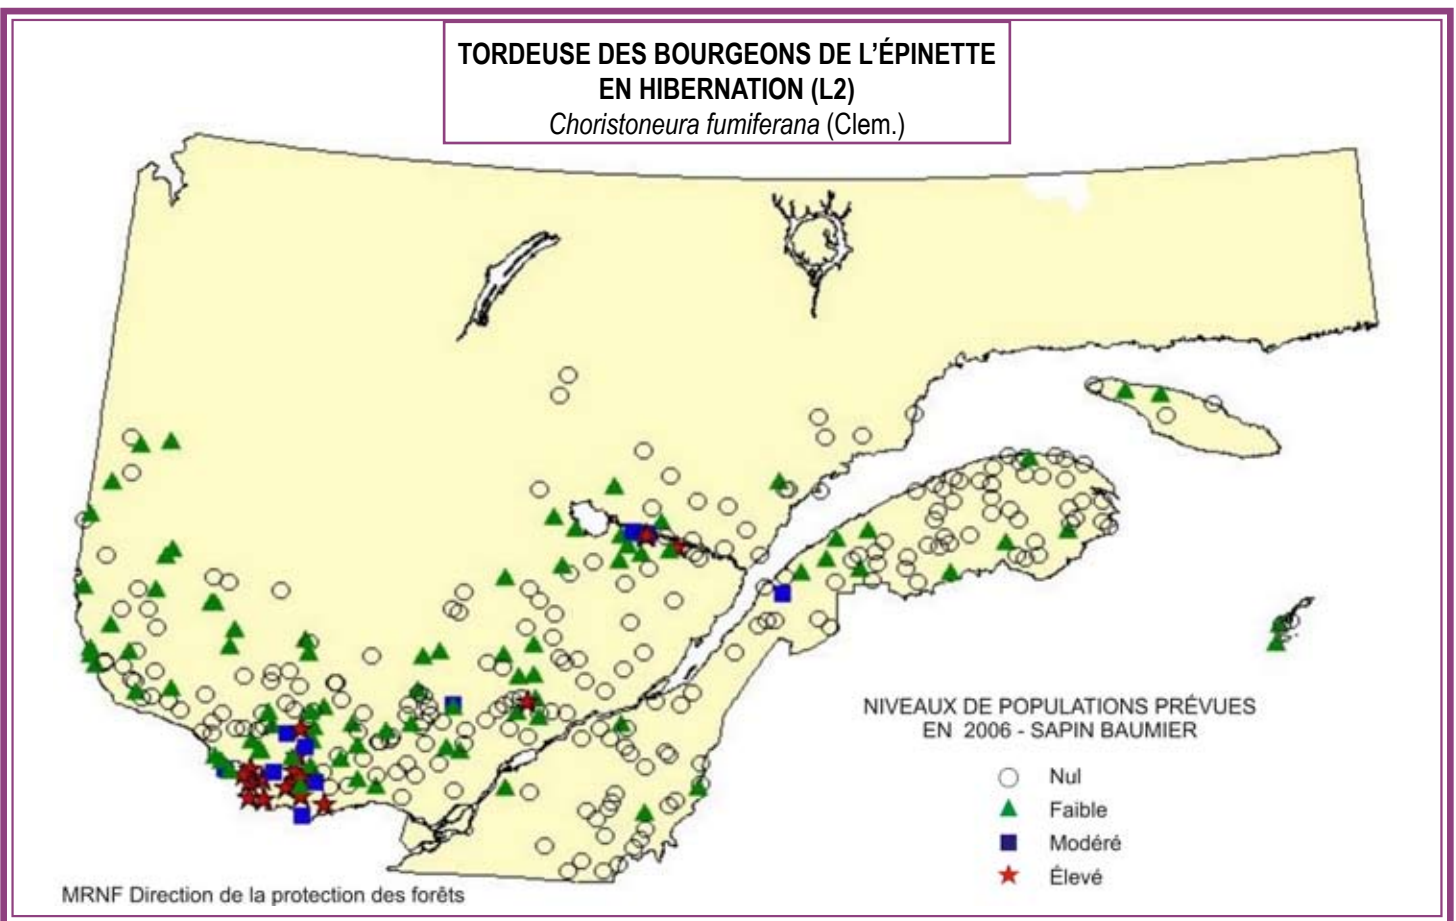 TORDEUSE DES BOURGEONS DE L'ÉPINETTE
EN HIBERNATION (L2)
Choristoneura fumiferana (Clem.)
NIVEAUX DE POPULATIONS PRÉVUES
EN 2006 - SAPIN BAUMIER
Nul
Faible
Modéré
Élevé
MRNF Direction de la protection des forêts